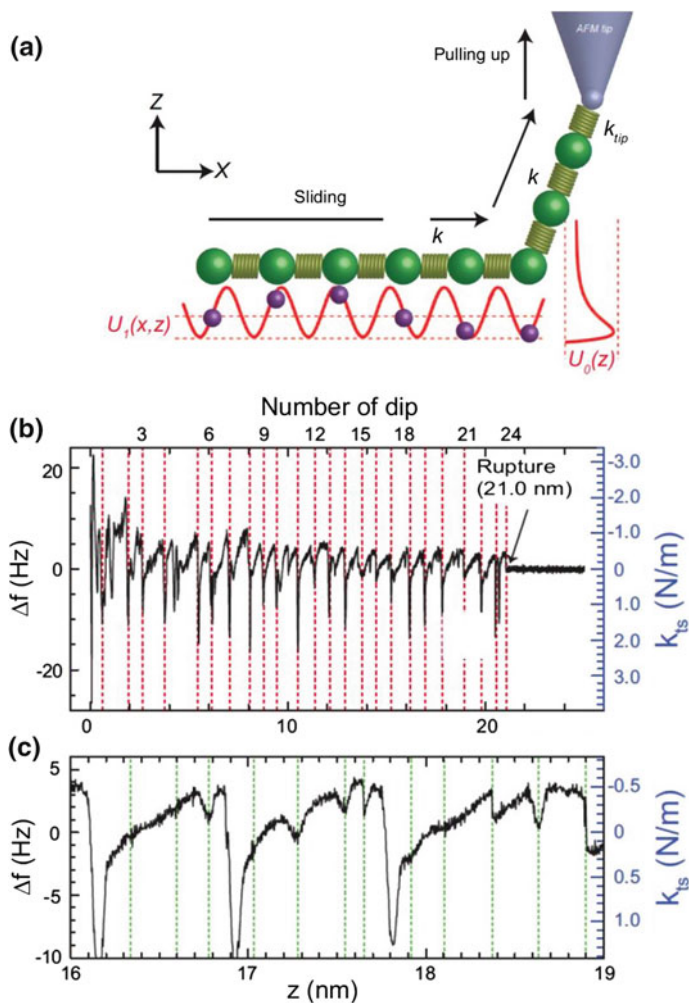 (a)
Z
X
Pulling up
AFM tip
k_tip
k
Sliding
k
U₁(x,z)
U₀(z)
(b)
Number of dip
3 6 9 12 15 18 21 24
Rupture
(21.0 nm)
Δf (Hz)
20
0
-20
-3.0
-2.0
-1.0
0
1.0
2.0
3.0
k_ts (N/m)
0 10 20
(c)
Δf (Hz)
5
0
-5
-10
-0.5
0
0.5
1.0
k_ts (N/m)
16 17 18 19
z (nm)